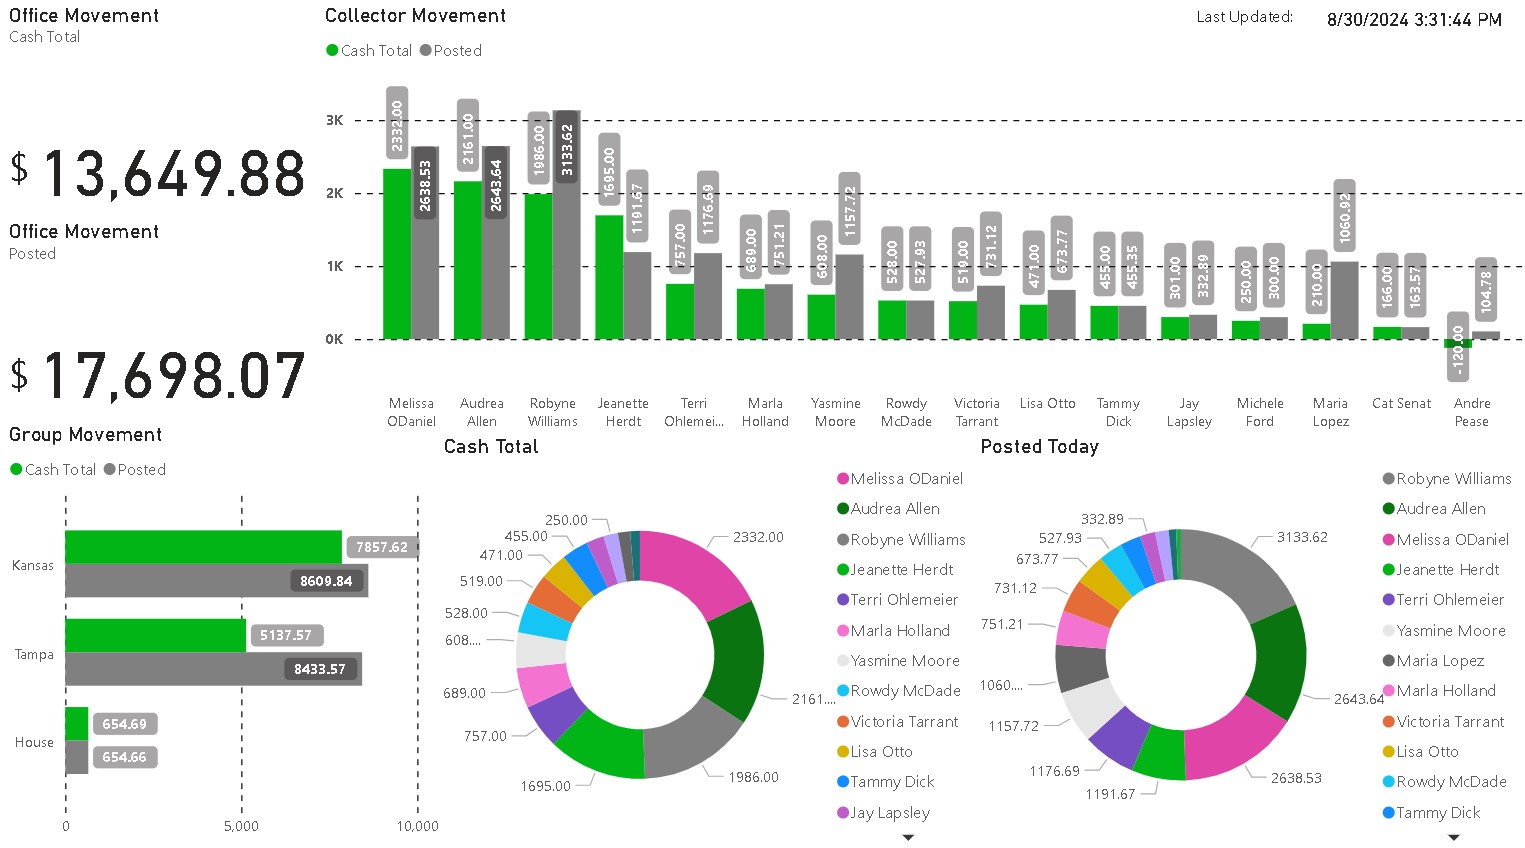 Office Movement
Cash Total
$ 13,649.88
Office Movement
Posted
$ 17,698.07
Collector Movement
Cash Total Posted
Last Updated: 8/30/2024 3:31:44 PM
3K
2K
1K
0K
2332.00 2638.53 2161.00 2643.64 1986.00 3133.62 1695.00 1191.67 757.00 1176.69 689.00 751.21 608.00 1157.72 528.00 527.93 519.00 731.12 471.00 673.77 455.00 455.35 301.00 332.89 250.00 300.00 210.00 1060.92 166.00 163.57 -120.00 104.78
Melissa ODaniel
Audrea Allen
Robyne Williams
Jeanette Herdt
Terri Ohlemei...
Marla Holland
Yasmine Moore
Rowdy McDade
Victoria Tarrant
Lisa Otto
Tammy Dick
Jay Lapsley
Michele Ford
Maria Lopez
Cat Senat
Andre Pease
Group Movement
Cash Total Posted
Kansas
7857.62
8609.84
Tampa
5137.57
8433.57
House
654.69
654.66
0 5,000 10,000
Cash Total
2332.00
2161....
1986.00
1695.00
757.00
689.00
608....
528.00
519.00
471.00
455.00
250.00
Melissa ODaniel
Audrea Allen
Robyne Williams
Jeanette Herdt
Terri Ohlemeier
Marla Holland
Yasmine Moore
Rowdy McDade
Victoria Tarrant
Lisa Otto
Tammy Dick
Jay Lapsley
Posted Today
3133.62
2643.64
2638.53
1191.67
1176.69
1157.72
1060....
751.21
731.12
673.77
527.93
332.89
Robyne Williams
Audrea Allen
Melissa ODaniel
Jeanette Herdt
Terri Ohlemeier
Yasmine Moore
Maria Lopez
Marla Holland
Victoria Tarrant
Lisa Otto
Rowdy McDade
Tammy Dick